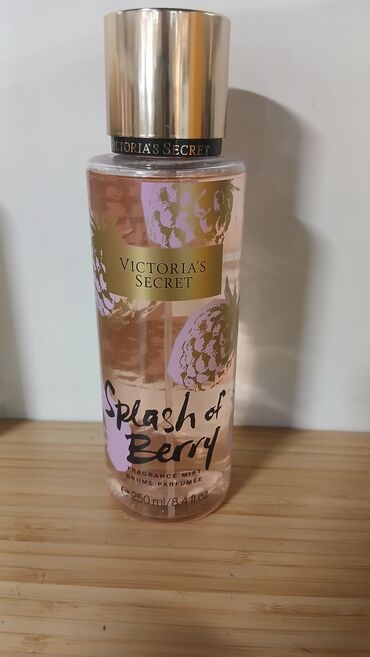 VICTORIA'S SECRET
VICTORIA'S
SECRET
Splash of
Berry
FRAGRANCE MIST
BRUME PARFUMÉE
℮ 250 ml/8.4 fl oz